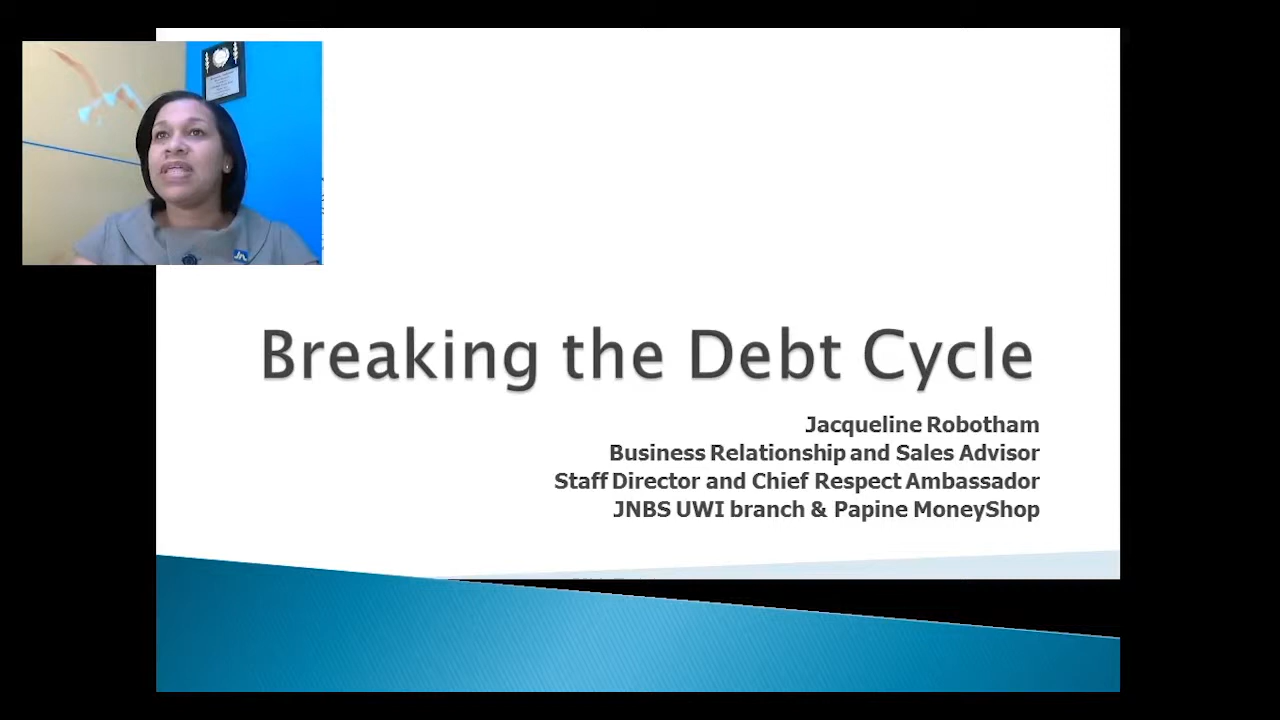 Breaking the Debt Cycle
Jacqueline Robotham
Business Relationship and Sales Advisor
Staff Director and Chief Respect Ambassador
JNBS UWI branch & Papine MoneyShop